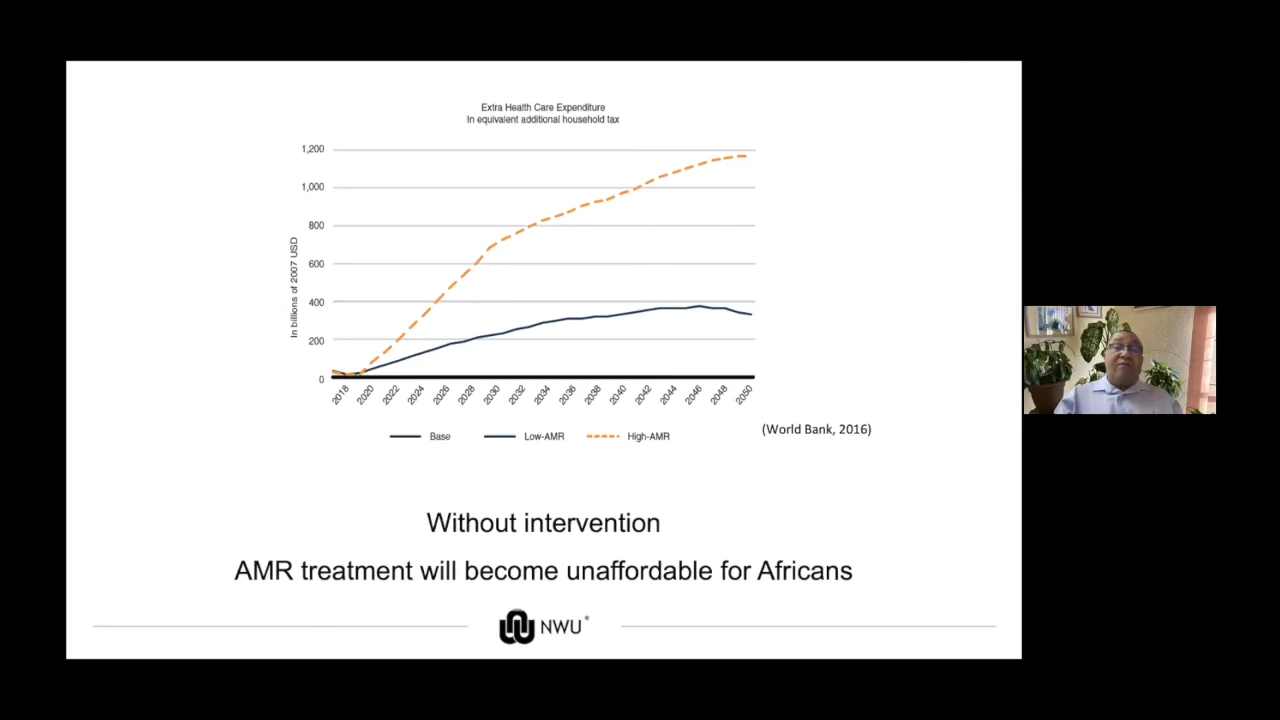 Extra Health Care Expenditure
In equivalent additional household tax
In billions of 2007 USD
1,200
1,000
800
600
400
200
0
2018 2020 2022 2024 2026 2028 2030 2032 2034 2036 2038 2040 2042 2044 2046 2048 2050
Base Low-AMR High-AMR
(World Bank, 2016)
Without intervention
AMR treatment will become unaffordable for Africans
NWU®